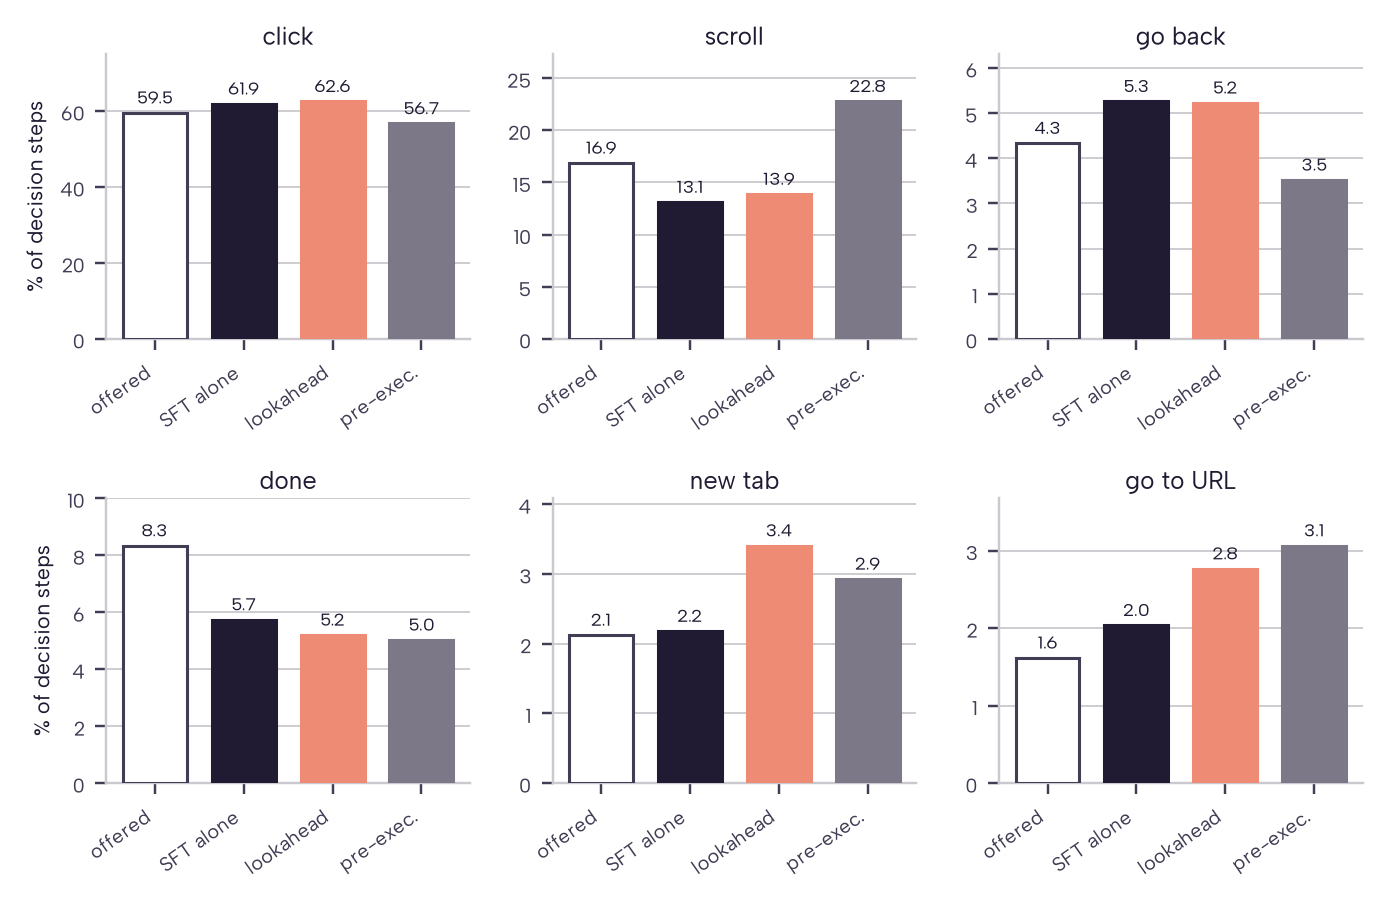 click
scroll
go back
% of decision steps
60
40
20
0
59.5
61.9
62.6
56.7
offered
SFT alone
lookahead
pre-exec.
25
20
15
10
5
0
16.9
13.1
13.9
22.8
offered
SFT alone
lookahead
pre-exec.
6
5
4
3
2
1
0
4.3
5.3
5.2
3.5
offered
SFT alone
lookahead
pre-exec.
done
new tab
go to URL
% of decision steps
10
8
6
4
2
0
8.3
5.7
5.2
5.0
offered
SFT alone
lookahead
pre-exec.
4
3
2
1
0
2.1
2.2
3.4
2.9
offered
SFT alone
lookahead
pre-exec.
3
2
1
0
1.6
2.0
2.8
3.1
offered
SFT alone
lookahead
pre-exec.